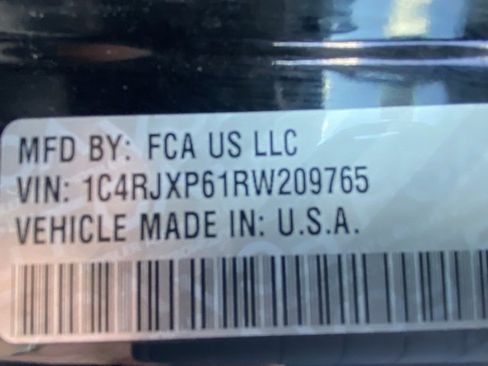 MFD BY: FCA US LLC
VIN: 1C4RJXP61RW209765
VEHICLE MADE IN: U.S.A.